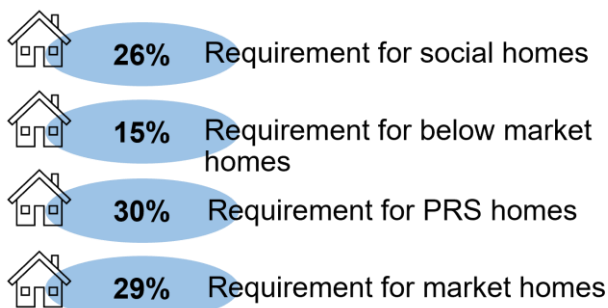 26% Requirement for social homes
15% Requirement for below market
homes
30% Requirement for PRS homes
29% Requirement for market homes